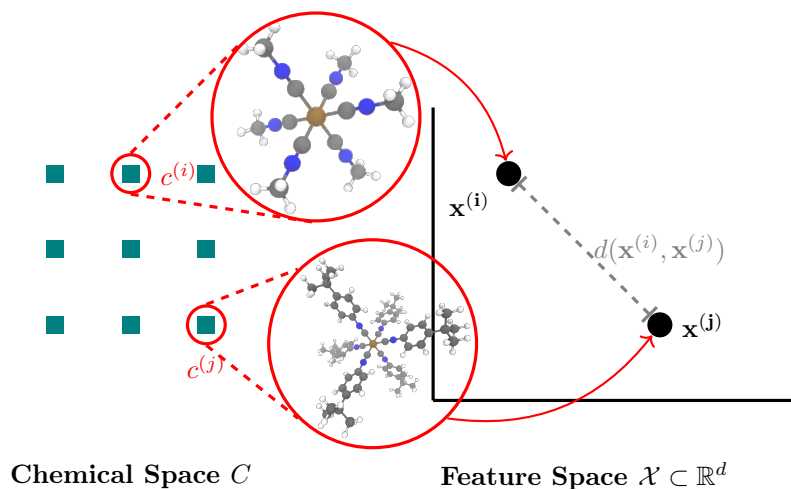 c^{(i)}
x^{(i)}
d(x^{(i)}, x^{(j)})
x^{(j)}
c^{(j)}
Chemical Space C
Feature Space 𝒳 ⊂ ℝ^d